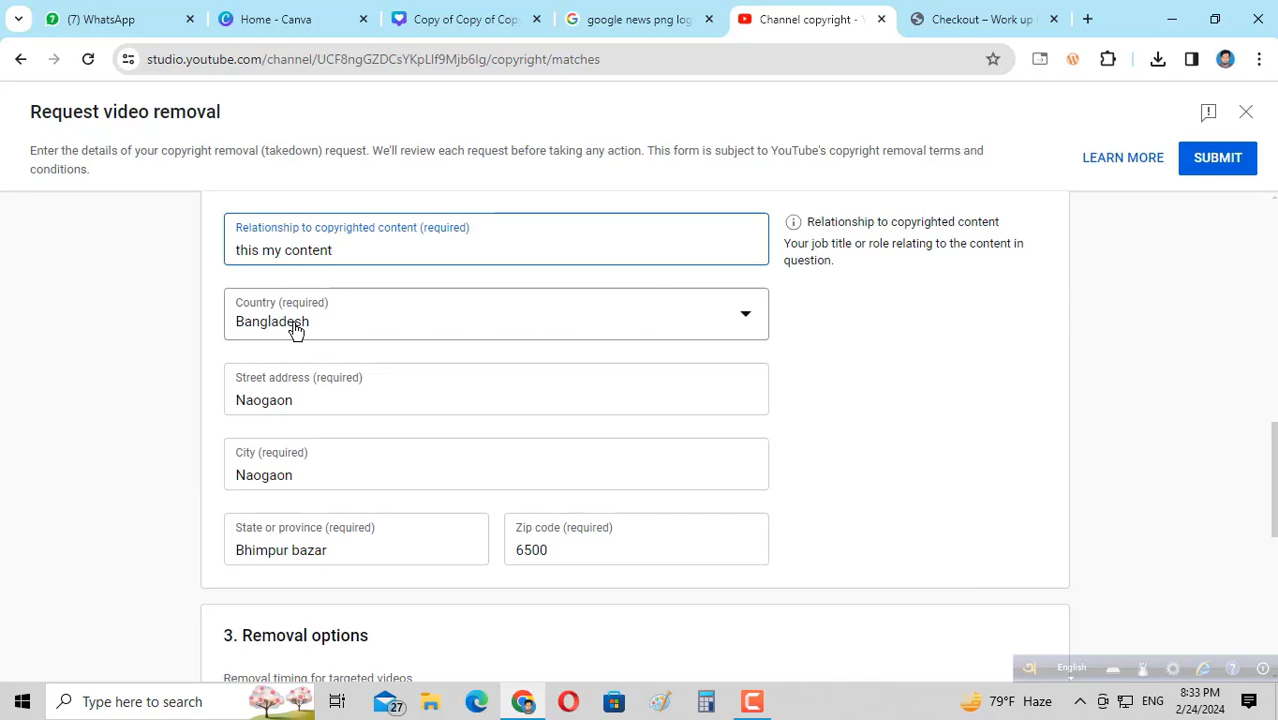 (7) WhatsApp
Home - Canva
Copy of Copy of Cop
google news png log
Channel copyright -
Checkout – Work up
studio.youtube.com/channel/UCFBngGZDCsYKpLlf9Mjb6Ig/copyright/matches
Request video removal
Enter the details of your copyright removal (takedown) request. We'll review each request before taking any action. This form is subject to YouTube's copyright removal terms and
conditions.
LEARN MORE
SUBMIT
Relationship to copyrighted content (required)
this my content
Relationship to copyrighted content
Your job title or role relating to the content in
question.
Country (required)
Bangladesh
Street address (required)
Naogaon
City (required)
Naogaon
State or province (required)
Bhimpur bazar
Zip code (required)
6500
3. Removal options
Removal timing for targeted videos
English
Type here to search
27
79°F Haze
ENG
8:33 PM
2/24/2024